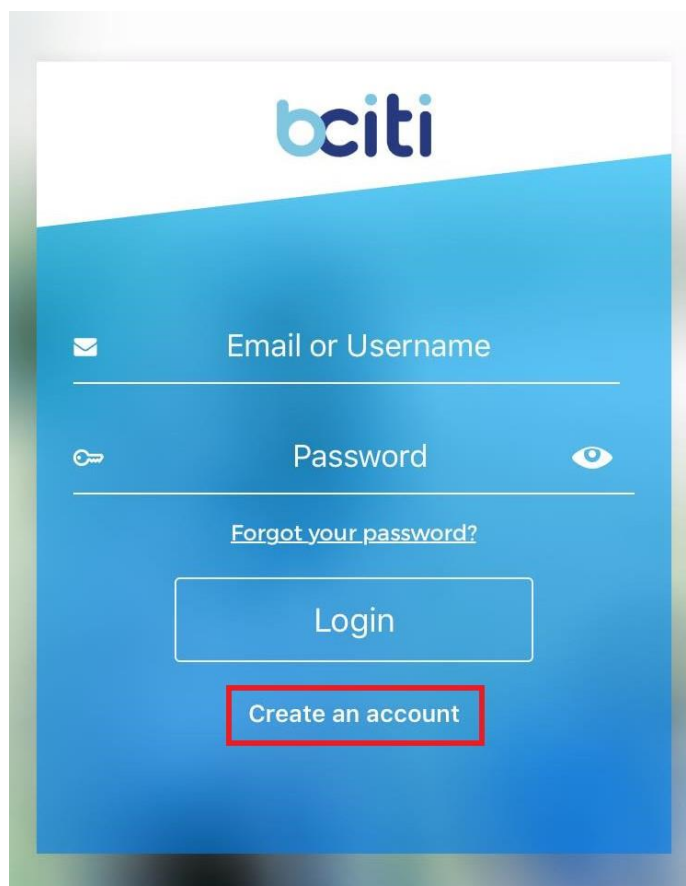 bciti
Email or Username
Password
Forgot your password?
Login
Create an account